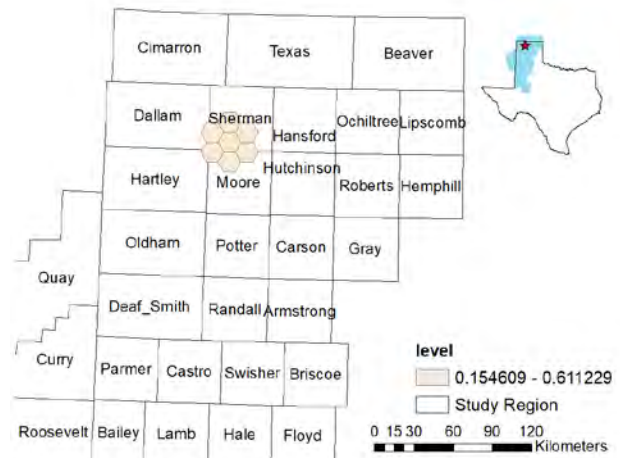 Cimarron Texas Beaver
Dallam Sherman Hansford Ochiltree Lipscomb
Hartley Moore Hutchinson Roberts Hemphill
Oldham Potter Carson Gray
Quay
Deaf_Smith Randall Armstrong
Curry Parmer Castro Swisher Briscoe
Roosevelt Bailey Lamb Hale Floyd
level
0.154609 - 0.611229
Study Region
0 15 30 60 90 120
Kilometers